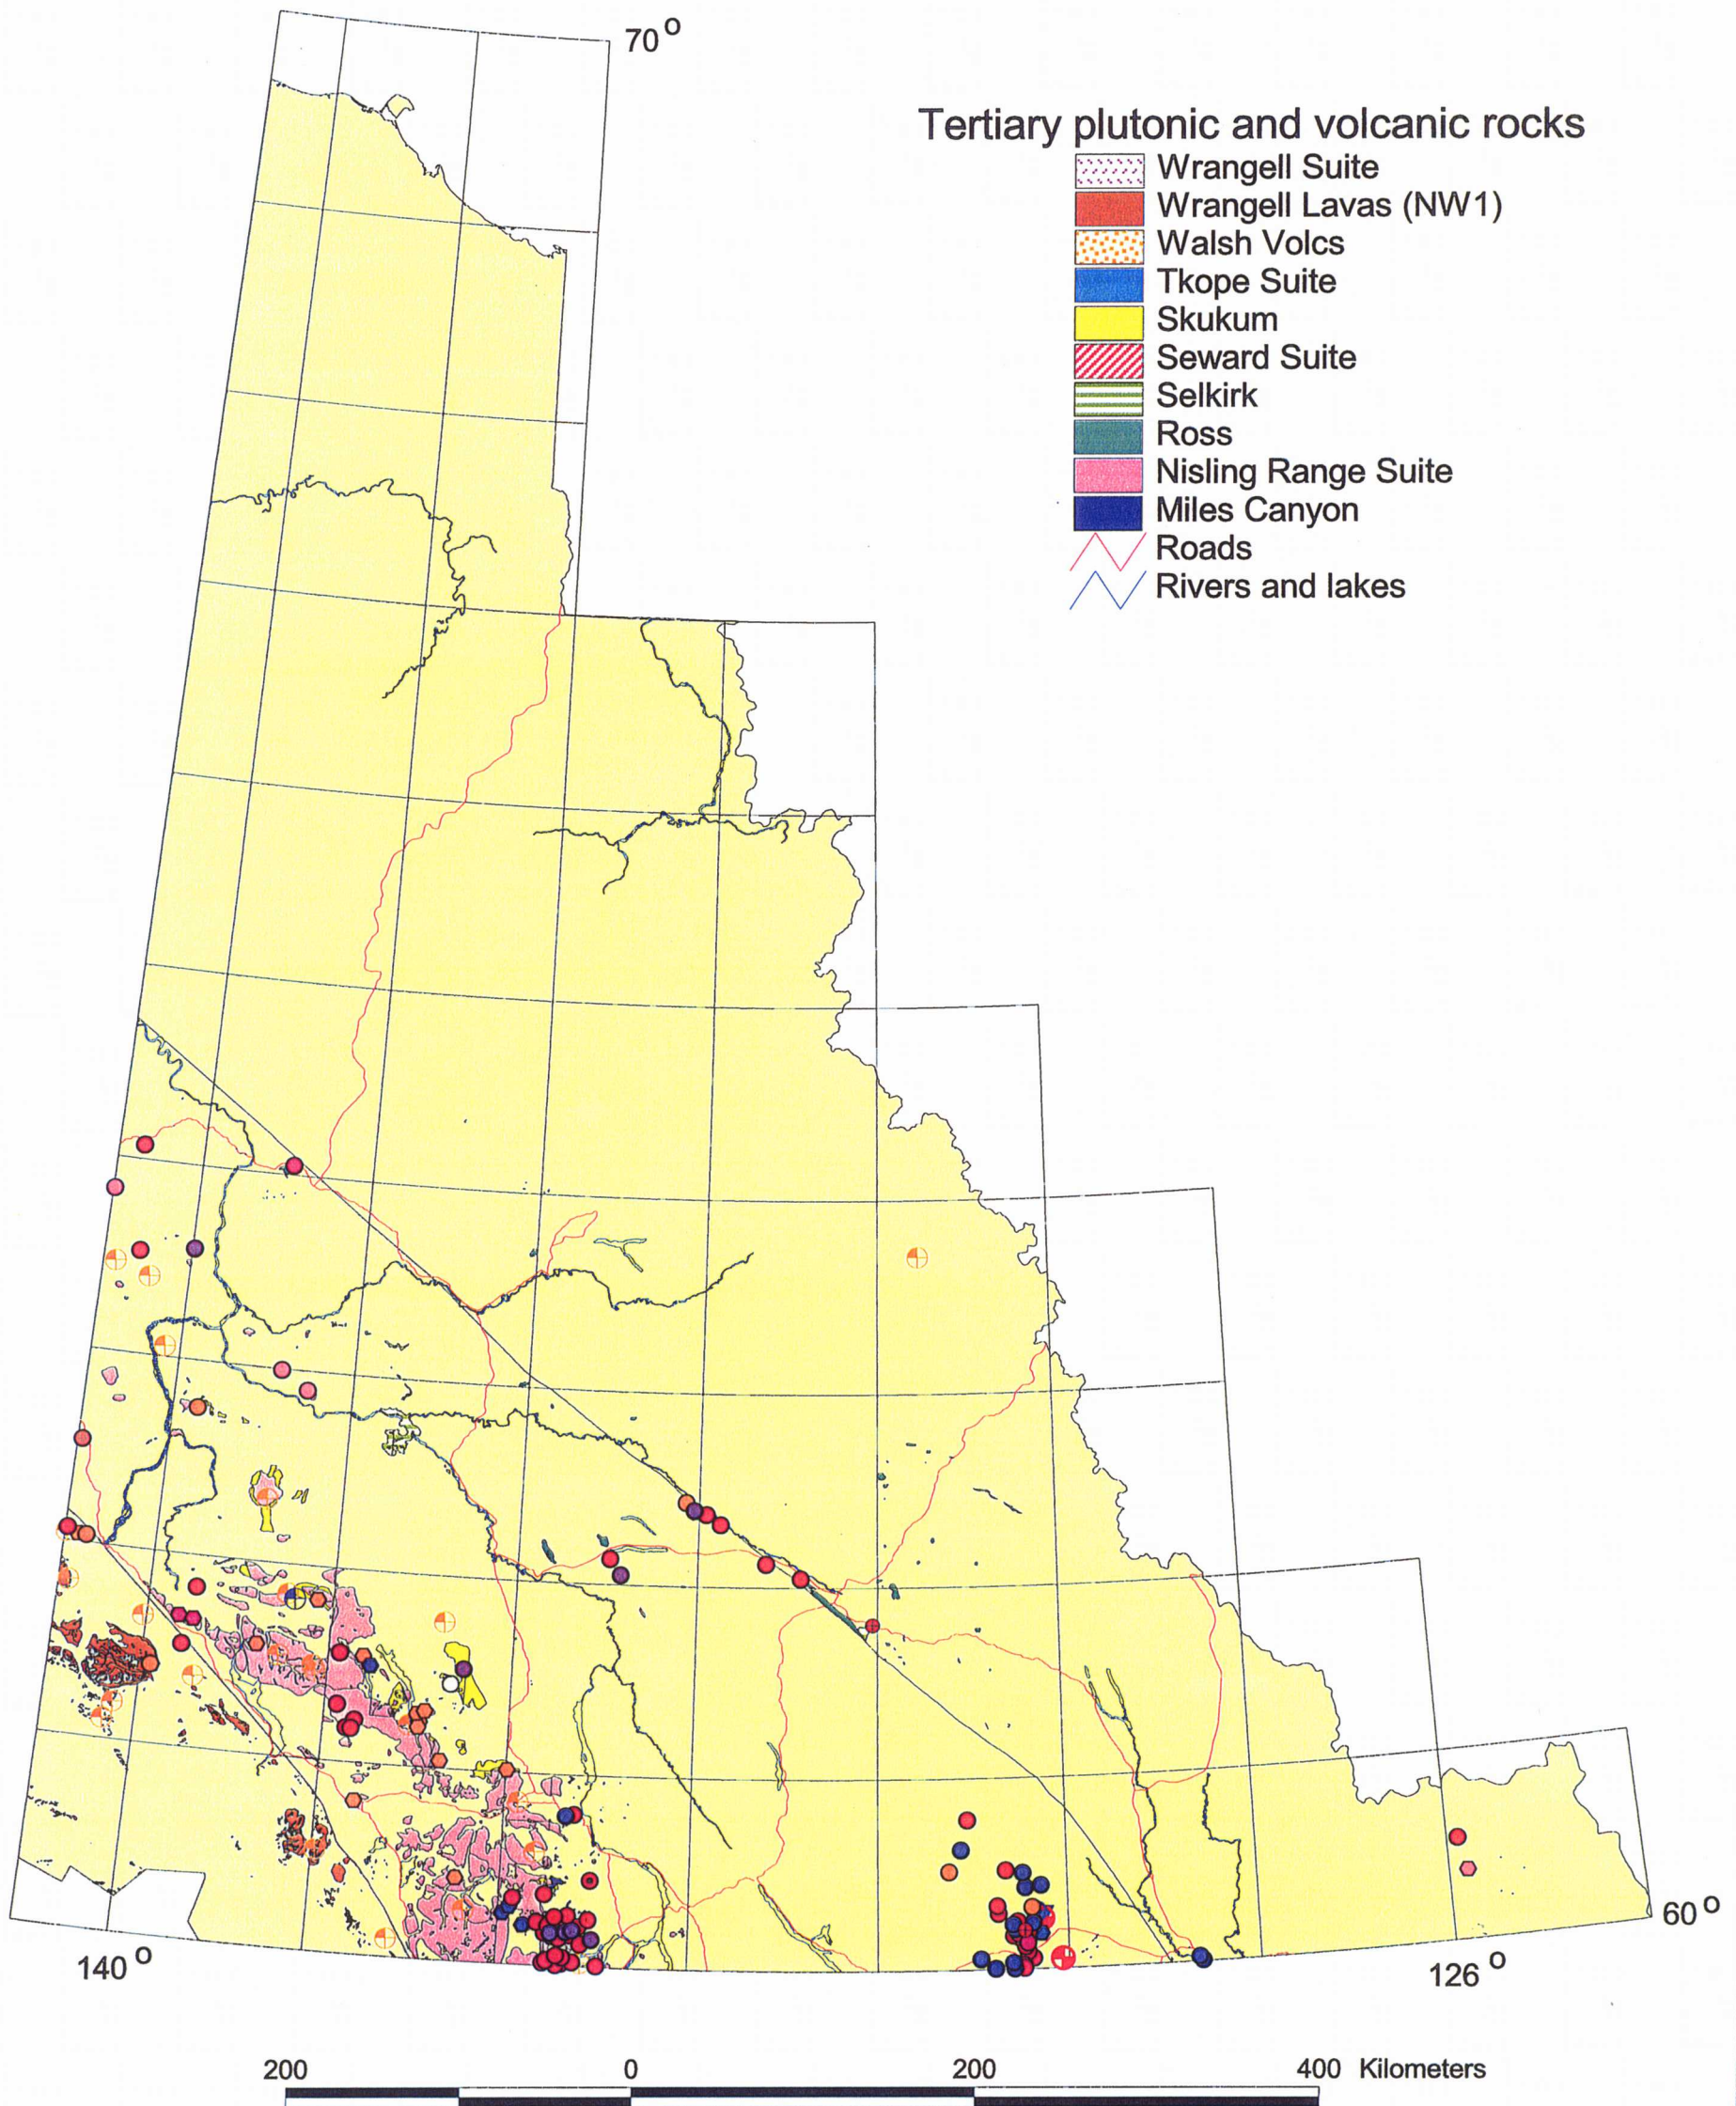 70°
Tertiary plutonic and volcanic rocks
Wrangell Suite
Wrangell Lavas (NW1)
Walsh Volcs
Tkope Suite
Skukum
Seward Suite
Selkirk
Ross
Nisling Range Suite
Miles Canyon
Roads
Rivers and lakes
60°
140°
126°
200 0 200 400 Kilometers